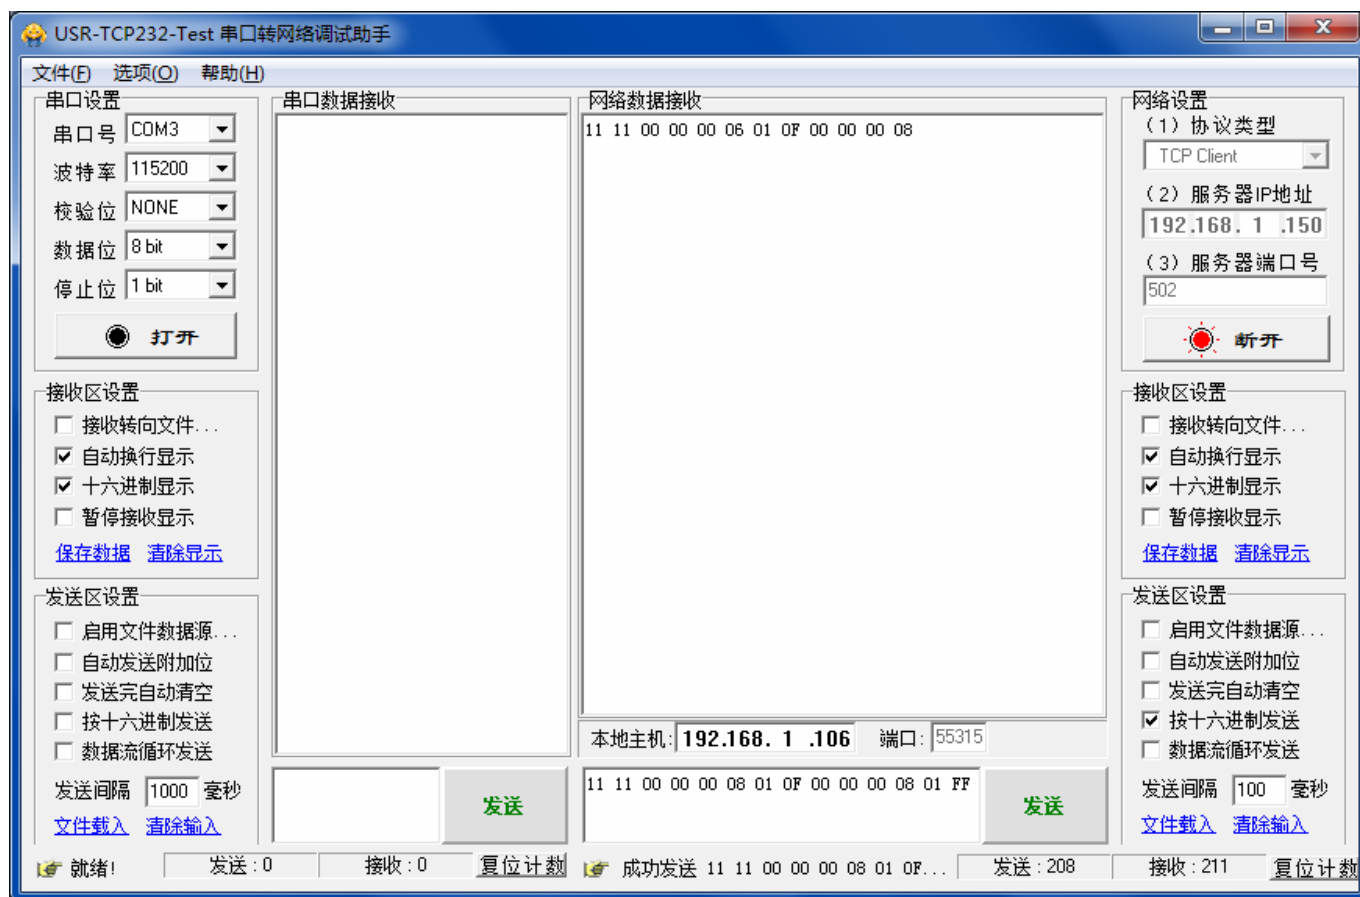 USR-TCP232-Test 串口转网络调试助手
文件(F) 选项(O) 帮助(H)
串口设置
串口号 COM3
波特率 115200
校验位 NONE
数据位 8 bit
停止位 1 bit
打开
接收区设置
接收转向文件...
自动换行显示
十六进制显示
暂停接收显示
保存数据 清除显示
发送区设置
启用文件数据源...
自动发送附加位
发送完自动清空
按十六进制发送
数据流循环发送
发送间隔 1000 毫秒
文件载入 清除输入
串口数据接收
发送
网络数据接收
11 11 00 00 00 06 01 0F 00 00 00 08
本地主机: 192.168. 1 .106 端口: 55315
11 11 00 00 00 08 01 0F 00 00 00 08 01 FF
发送
网络设置
(1) 协议类型
TCP Client
(2) 服务器IP地址
192.168. 1 .150
(3) 服务器端口号
502
断开
接收区设置
接收转向文件...
自动换行显示
十六进制显示
暂停接收显示
保存数据 清除显示
发送区设置
启用文件数据源...
自动发送附加位
发送完自动清空
按十六进制发送
数据流循环发送
发送间隔 100 毫秒
文件载入 清除输入
就绪! 发送:0 接收:0 复位计数 成功发送 11 11 00 00 00 08 01 0F... 发送:208 接收:211 复位计数